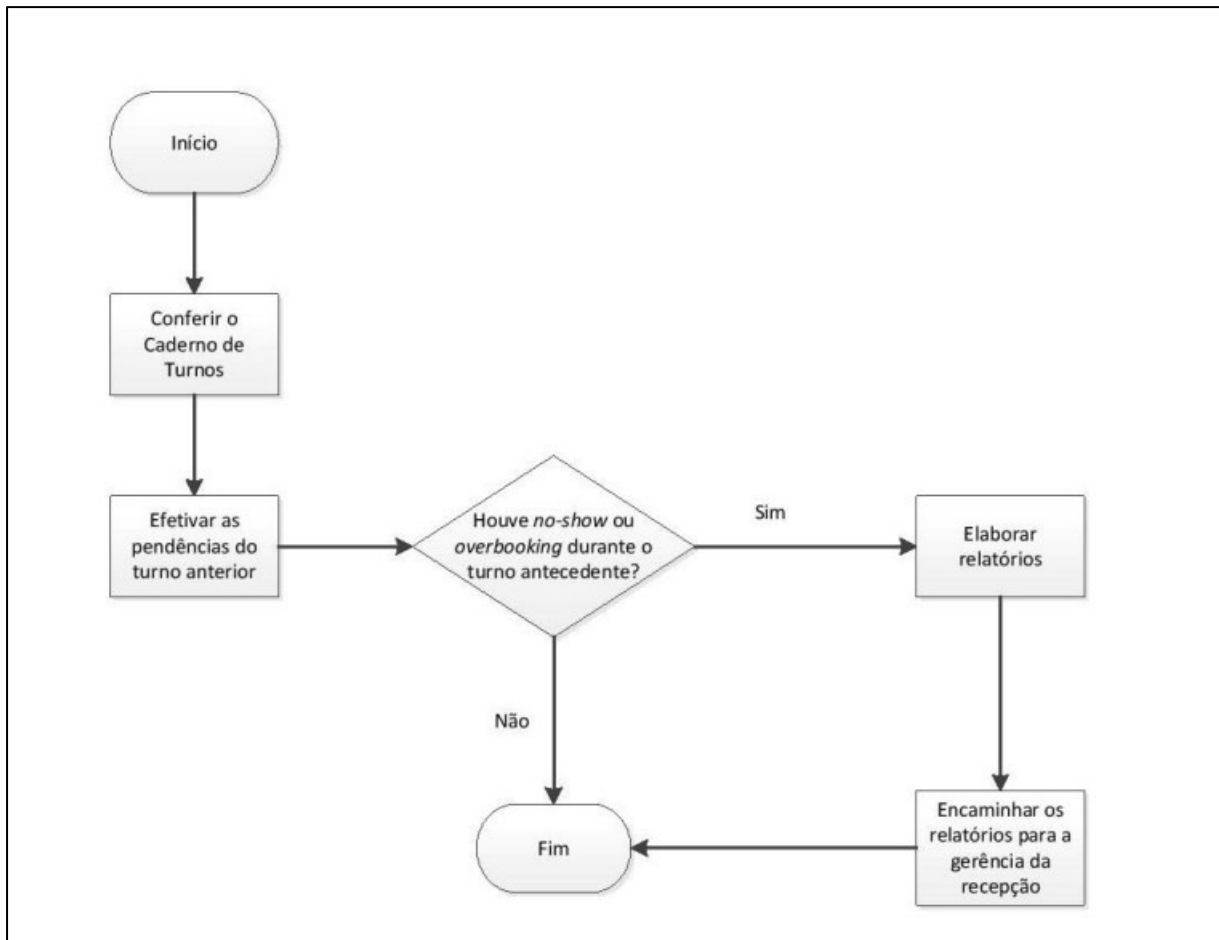 Início
Conferir o
Caderno de
Turnos
Efetivar as
pendências do
turno anterior
Houve no-show ou
overbooking durante o
turno antecedente?
Sim
Elaborar
relatórios
Não
Encaminhar os
relatórios para a
gerência da
recepção
Fim